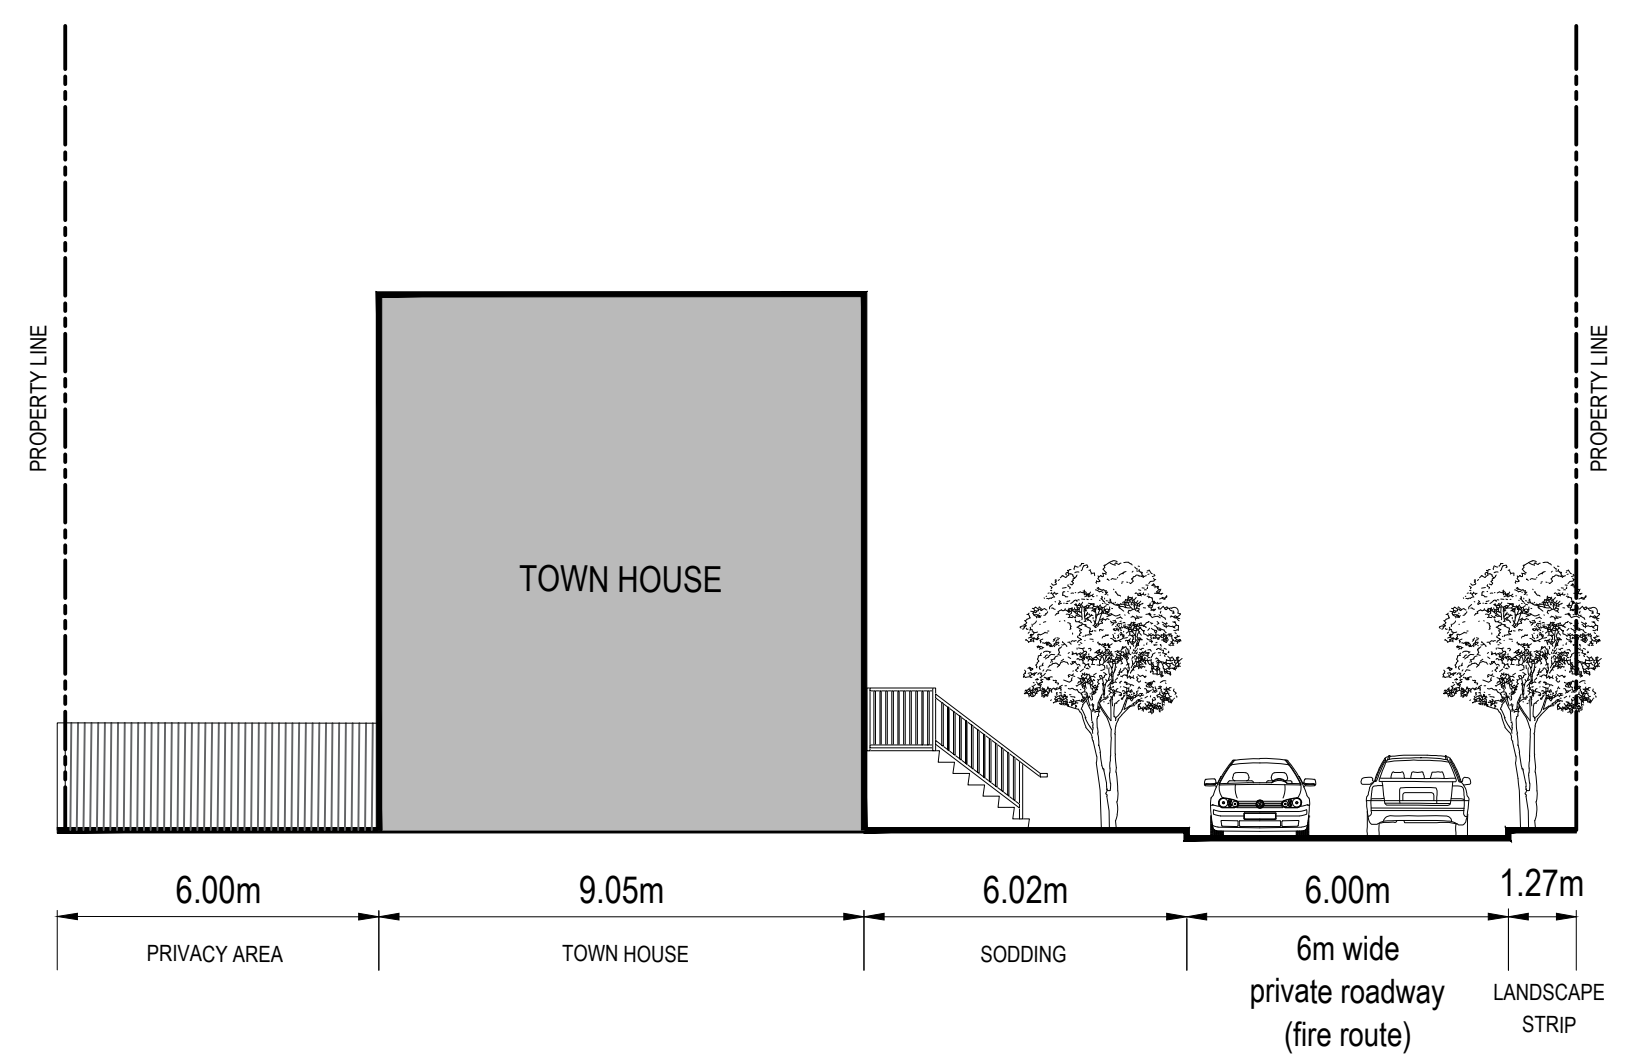 PROPERTY LINE
PROPERTY LINE
TOWN HOUSE
6.00m
9.05m
6.02m
6.00m
1.27m
PRIVACY AREA
TOWN HOUSE
SODDING
6m wide
private roadway
(fire route)
LANDSCAPE
STRIP